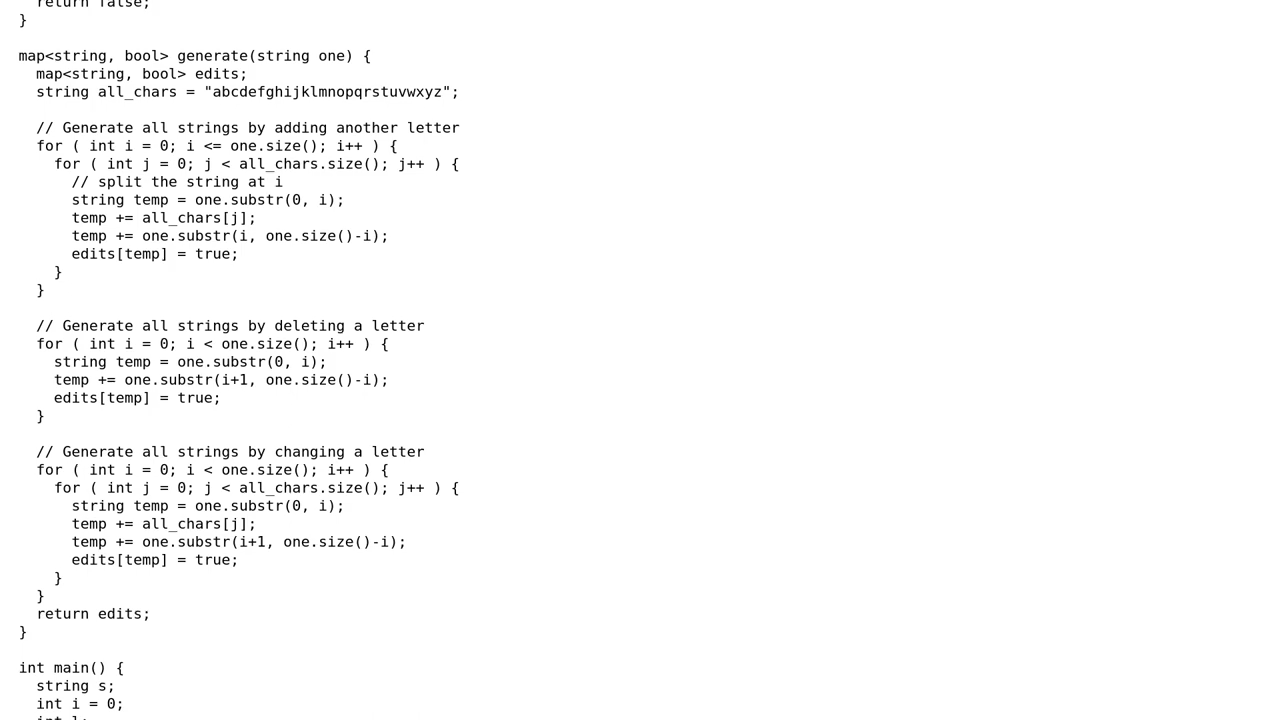 return false;
}
map<string, bool> generate(string one) {
map<string, bool> edits;
string all_chars = "abcdefghijklmnopqrstuvwxyz";
// Generate all strings by adding another letter
for ( int i = 0; i <= one.size(); i++ ) {
for ( int j = 0; j < all_chars.size(); j++ ) {
// split the string at i
string temp = one.substr(0, i);
temp += all_chars[j];
temp += one.substr(i, one.size()-i);
edits[temp] = true;
}
}
// Generate all strings by deleting a letter
for ( int i = 0; i < one.size(); i++ ) {
string temp = one.substr(0, i);
temp += one.substr(i+1, one.size()-i);
edits[temp] = true;
}
// Generate all strings by changing a letter
for ( int i = 0; i < one.size(); i++ ) {
for ( int j = 0; j < all_chars.size(); j++ ) {
string temp = one.substr(0, i);
temp += all_chars[j];
temp += one.substr(i+1, one.size()-i);
edits[temp] = true;
}
}
return edits;
}
int main() {
string s;
int i = 0;